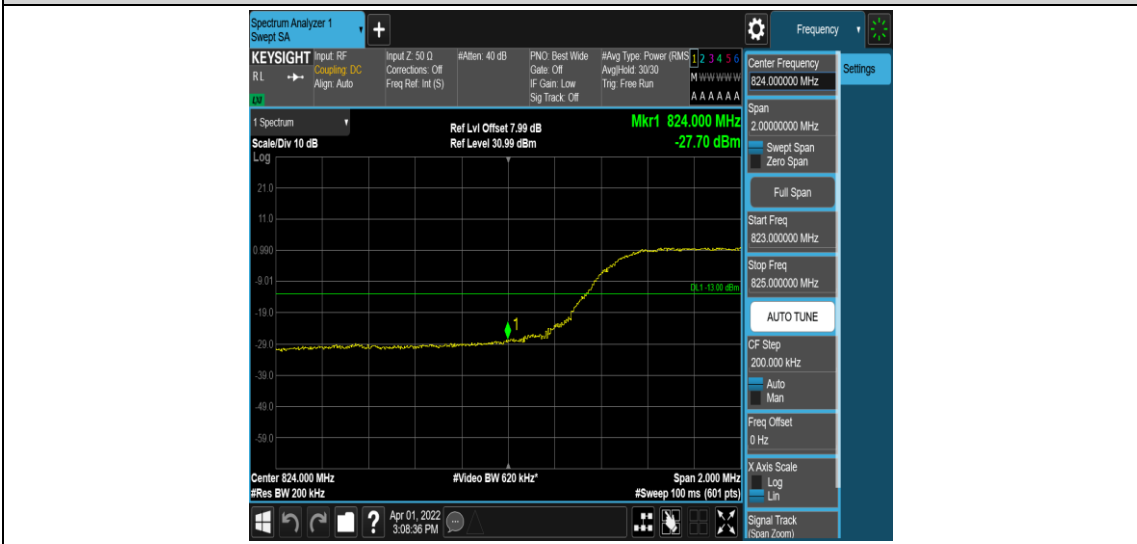 Spectrum Analyzer 1
Swept SA
+
Frequency
KEYSIGHT
R L
Input: RF
Coupling: DC
Align: Auto
Input Z: 50 Ω
Corrections: Off
Freq Ref: Int (S)
#Atten: 40 dB
PNO: Best Wide
Gate: Off
IF Gain: Low
Sig Track: Off
#Avg Type: Power (RMS
Avg|Hold: 30/30
Trig: Free Run
1 2 3 4 5 6
M W W W W W
A A A A A A
1 Spectrum
Scale/Div 10 dB
Ref Lvl Offset 7.99 dB
Ref Level 30.99 dBm
Mkr1 824.000 MHz
-27.70 dBm
Log
21.0
11.0
0.990
-9.01
DL1 -13.00 dBm
-19.0
1
-29.0
-39.0
-49.0
-59.0
Center 824.000 MHz
#Video BW 620 kHz*
Span 2.000 MHz
#Res BW 200 kHz
#Sweep 100 ms (601 pts)
?
Apr 01, 2022
3:08:36 PM
Center Frequency
824.000000 MHz
Settings
Span
2.00000000 MHz
Swept Span
Zero Span
Full Span
Start Freq
823.000000 MHz
Stop Freq
825.000000 MHz
AUTO TUNE
CF Step
200.000 kHz
Auto
Man
Freq Offset
0 Hz
X Axis Scale
Log
Lin
Signal Track
(Span Zoom)